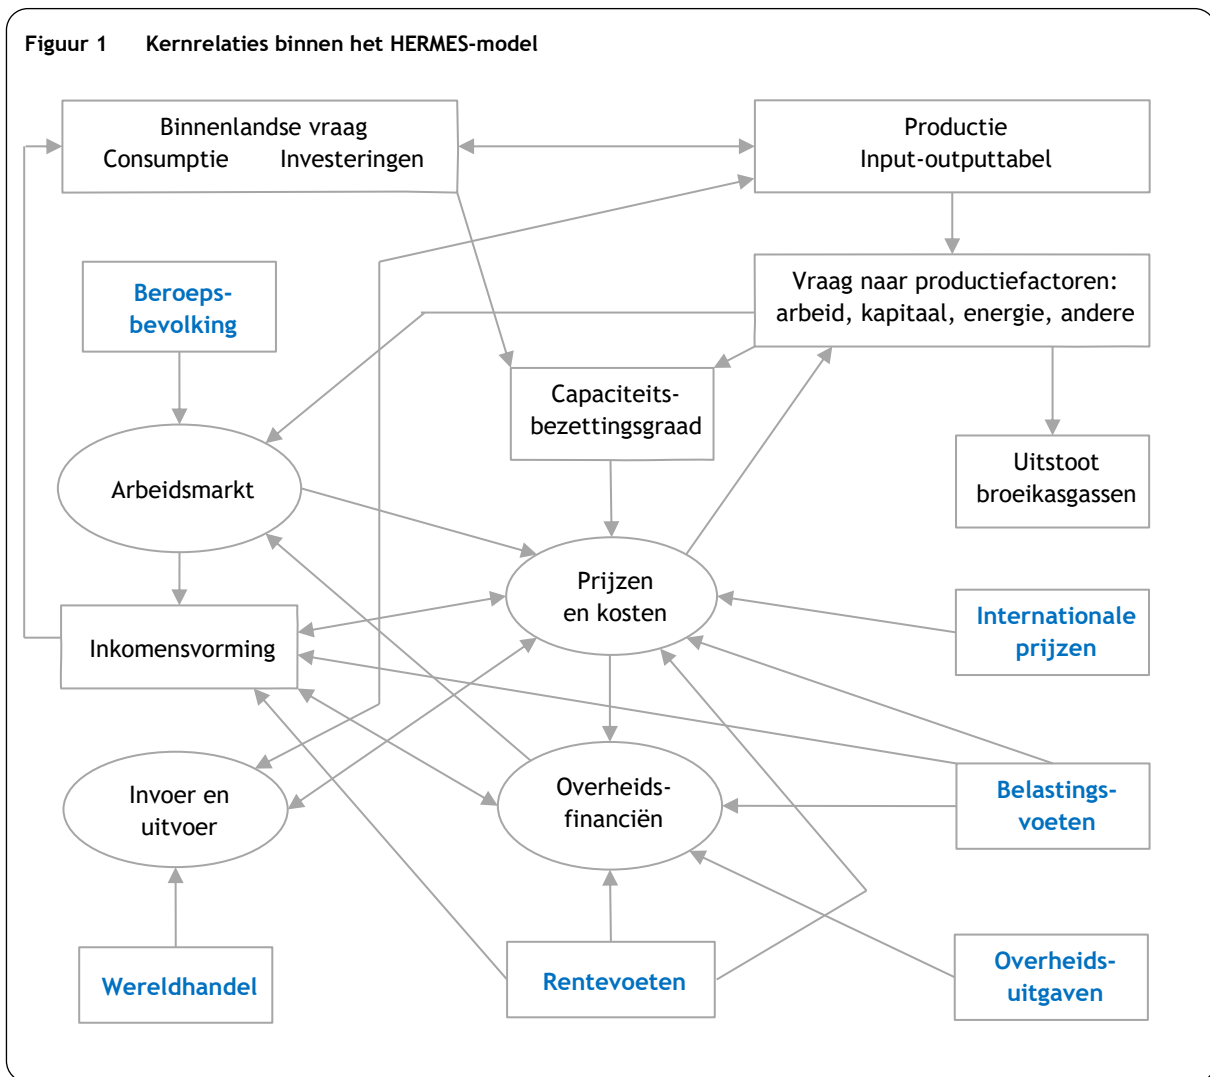 Figuur 1 Kernrelaties binnen het HERMES-model
Binnenlandse vraag
Consumptie Investeringen
Productie
Input-outputtabel
Beroeps-
bevolking
Vraag naar productiefactoren:
arbeid, kapitaal, energie, andere
Capaciteits-
bezettingsgraad
Arbeidsmarkt
Uitstoot
broeikasgassen
Prijzen
en kosten
Internationale
prijzen
Inkomensvorming
Invoer en
uitvoer
Overheids-
financiën
Belastings-
voeten
Wereldhandel
Rentevoeten
Overheids-
uitgaven